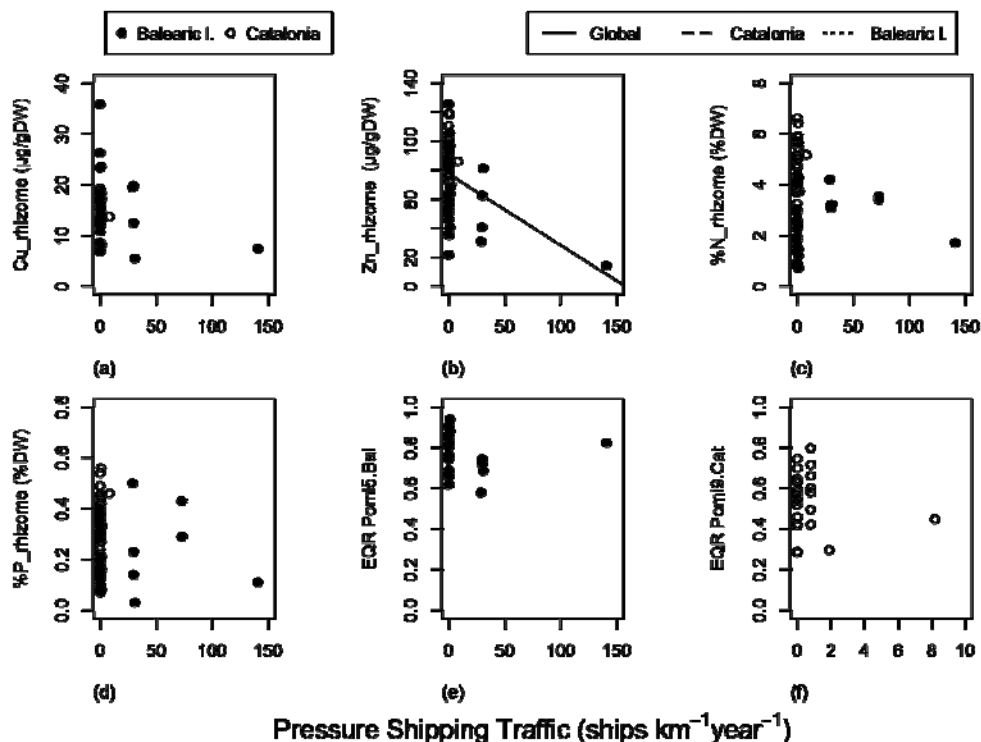 ● Balearic I. ○ Catalonia
Global Catalonia Balearic I.
Cu_rhizome (µg/gDW)
0 10 20 30 40
0 50 100 150
(a)
Zn_rhizome (µg/gDW)
0 20 60 100 140
0 50 100 150
(b)
%N_rhizome (%DW)
0 2 4 6 8
0 50 100 150
(c)
%P_rhizome (%DW)
0.0 0.2 0.4 0.6 0.8
0 50 100 150
(d)
EQR Pomi5.Bal
0.0 0.2 0.4 0.6 0.8 1.0
0 50 100 150
(e)
EQR Pomi9.Cat
0.0 0.2 0.4 0.6 0.8 1.0
0 2 4 6 8 10
(f)
Pressure Shipping Traffic (ships km⁻¹year⁻¹)